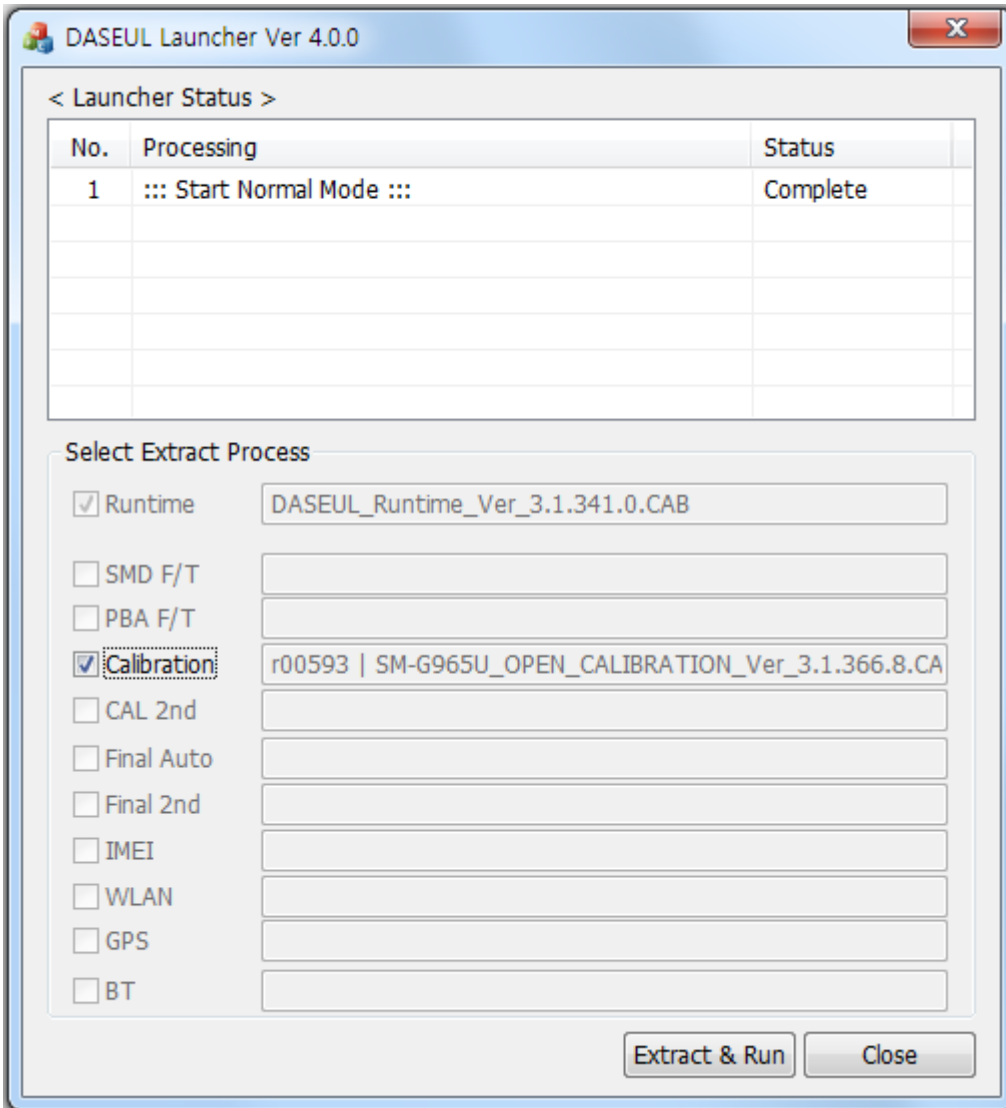 DASEUL Launcher Ver 4.0.0
< Launcher Status >
No. Processing Status
1 ::: Start Normal Mode ::: Complete
Select Extract Process
Runtime DASEUL_Runtime_Ver_3.1.341.0.CAB
SMD F/T
PBA F/T
Calibration r00593 | SM-G965U_OPEN_CALIBRATION_Ver_3.1.366.8.CA
CAL 2nd
Final Auto
Final 2nd
IMEI
WLAN
GPS
BT
Extract & Run Close